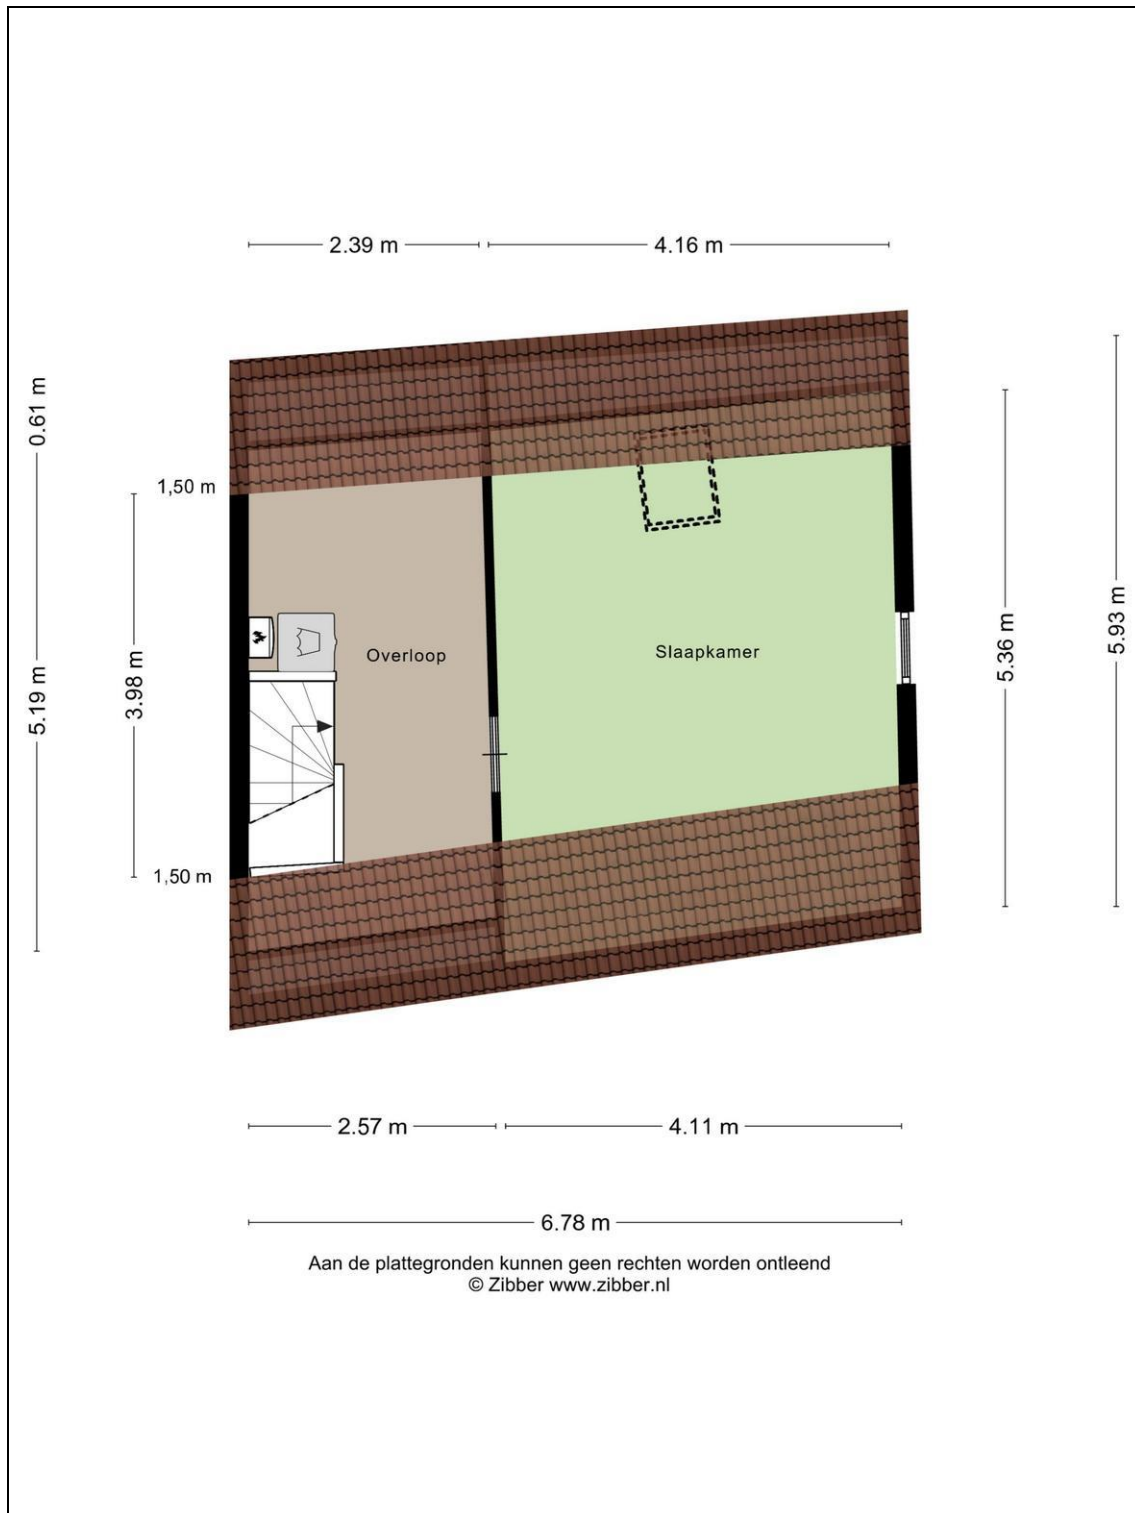 2.39 m
4.16 m
0.61 m
1,50 m
5.19 m
3.98 m
Overloop
Slaapkamer
5.36 m
5.93 m
1,50 m
2.57 m
4.11 m
6.78 m
Aan de plattegronden kunnen geen rechten worden ontleend
© Zibber www.zibber.nl